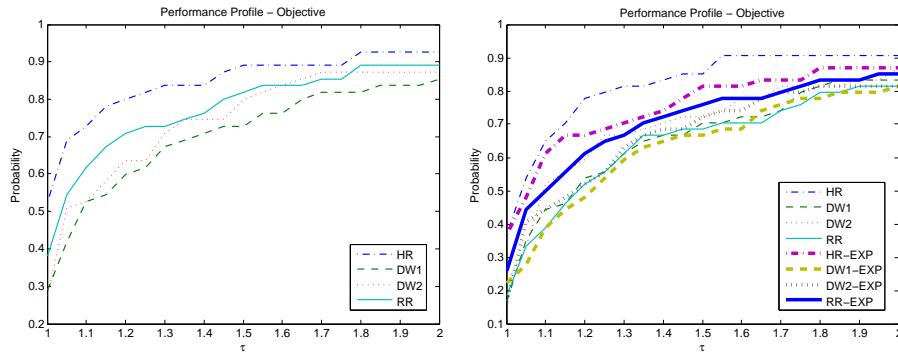 Performance Profile – Objective
1
0.9
0.8
0.7
0.6
0.5
0.4
0.3
0.2
Probability
1 1.1 1.2 1.3 1.4 1.5 1.6 1.7 1.8 1.9 2
τ
HR
DW1
DW2
RR
Performance Profile – Objective
1
0.9
0.8
0.7
0.6
0.5
0.4
0.3
0.2
0.1
Probability
1 1.1 1.2 1.3 1.4 1.5 1.6 1.7 1.8 1.9 2
τ
HR
DW1
DW2
RR
HR–EXP
DW1–EXP
DW2–EXP
RR–EXP